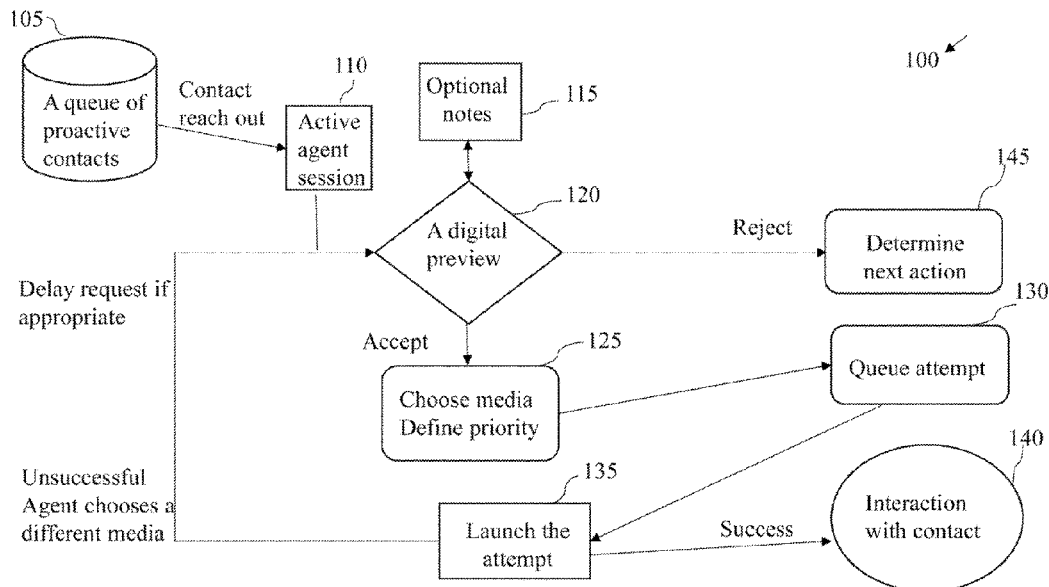 105
100
A queue of
proactive
contacts
Contact
reach out
110
Active
agent
session
Optional
notes
115
120
A digital
preview
Reject
145
Determine
next action
Delay request if
appropriate
Accept
125
Choose media
Define priority
130
Queue attempt
Unsuccessful
Agent chooses a
different media
135
Launch the
attempt
Success
140
Interaction
with contact